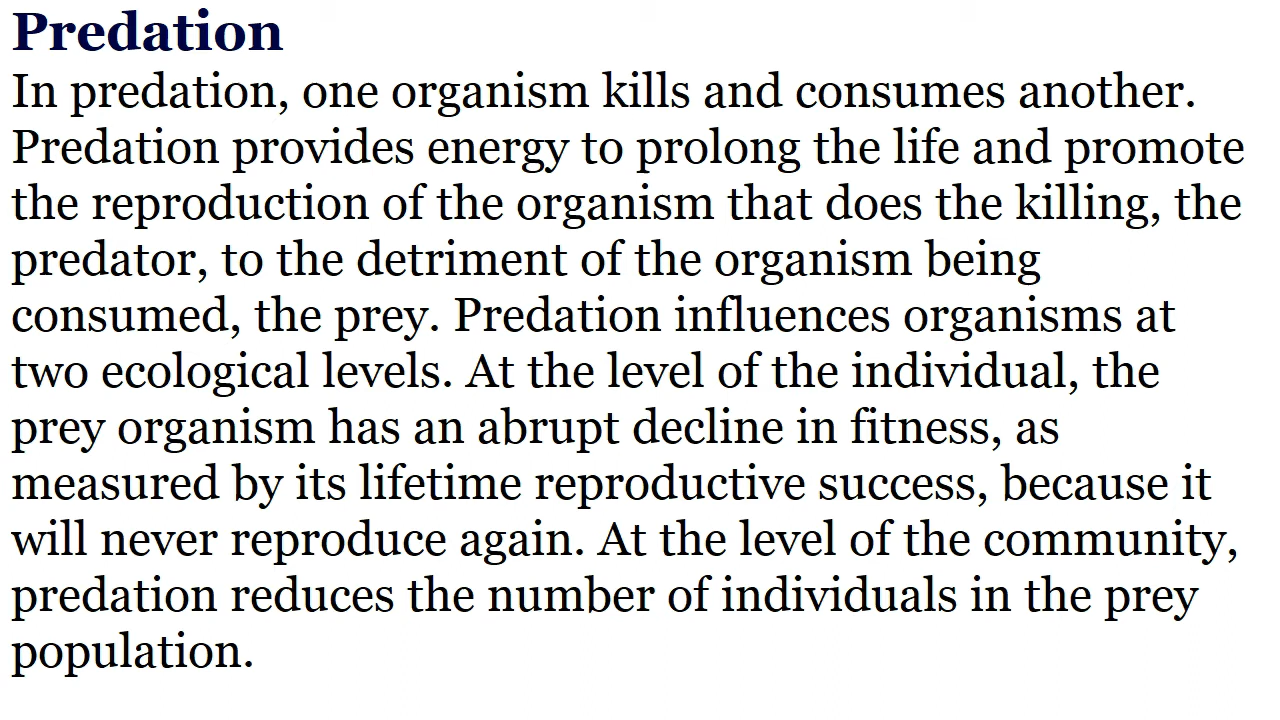 Predation
In predation, one organism kills and consumes another.
Predation provides energy to prolong the life and promote
the reproduction of the organism that does the killing, the
predator, to the detriment of the organism being
consumed, the prey. Predation influences organisms at
two ecological levels. At the level of the individual, the
prey organism has an abrupt decline in fitness, as
measured by its lifetime reproductive success, because it
will never reproduce again. At the level of the community,
predation reduces the number of individuals in the prey
population.